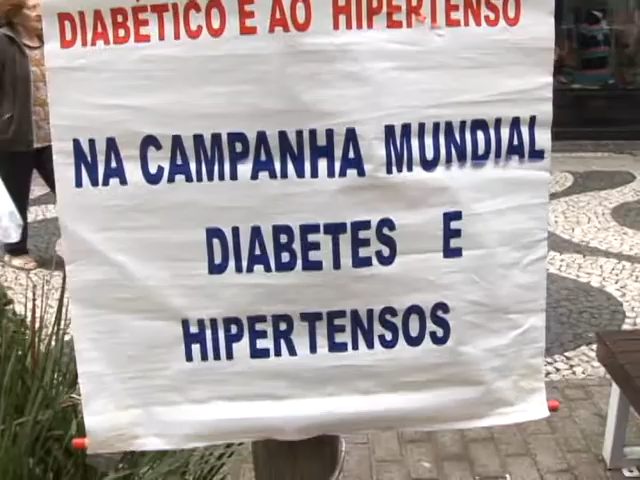 DIABÉTICO E AO HIPERTENSO
NA CAMPANHA MUNDIAL
DIABETES E
HIPERTENSOS